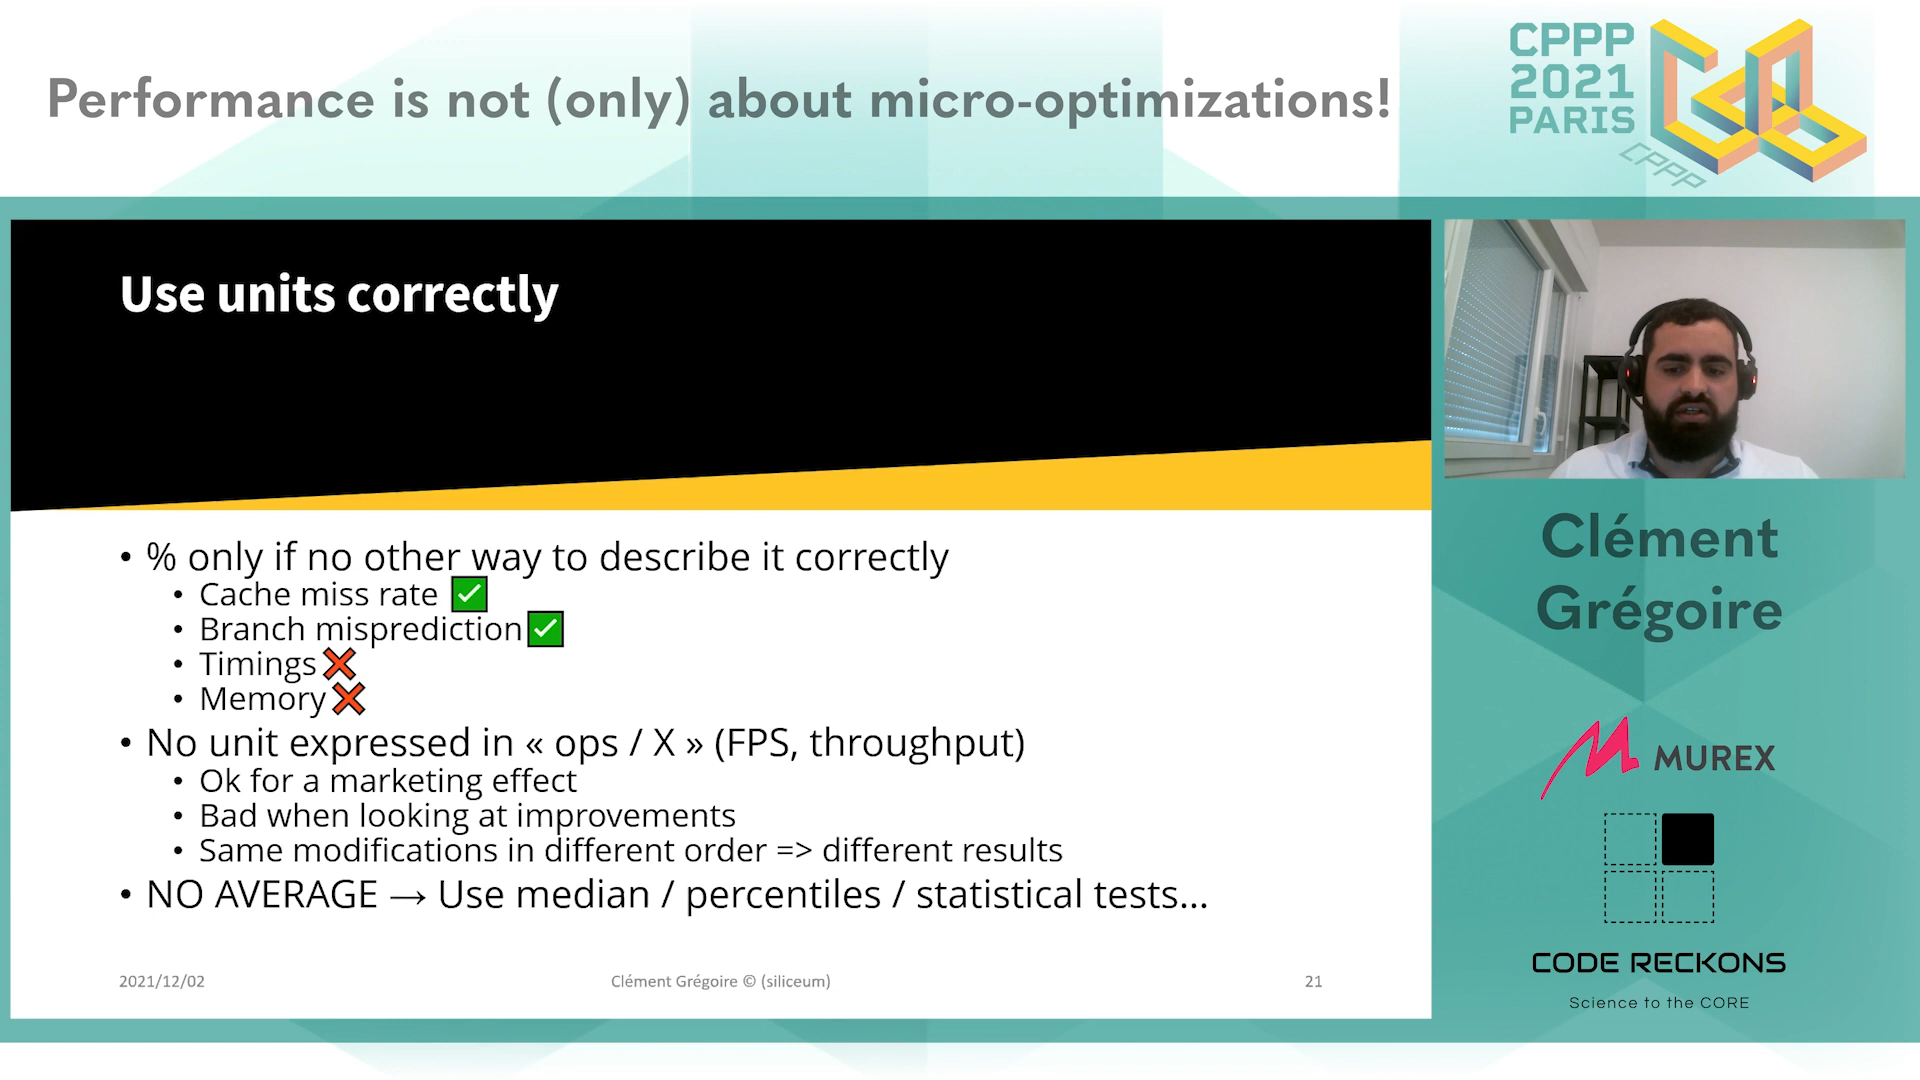 Performance is not (only) about micro-optimizations!
CPPP
2021
PARIS
CPPP
Use units correctly
• % only if no other way to describe it correctly
• Cache miss rate ✅
• Branch misprediction ✅
• Timings ❌
• Memory ❌
• No unit expressed in « ops / X » (FPS, throughput)
• Ok for a marketing effect
• Bad when looking at improvements
• Same modifications in different order => different results
• NO AVERAGE → Use median / percentiles / statistical tests...
2021/12/02
Clément Grégoire © (siliceum)
21
Clément
Grégoire
MUREX
CODE RECKONS
Science to the CORE